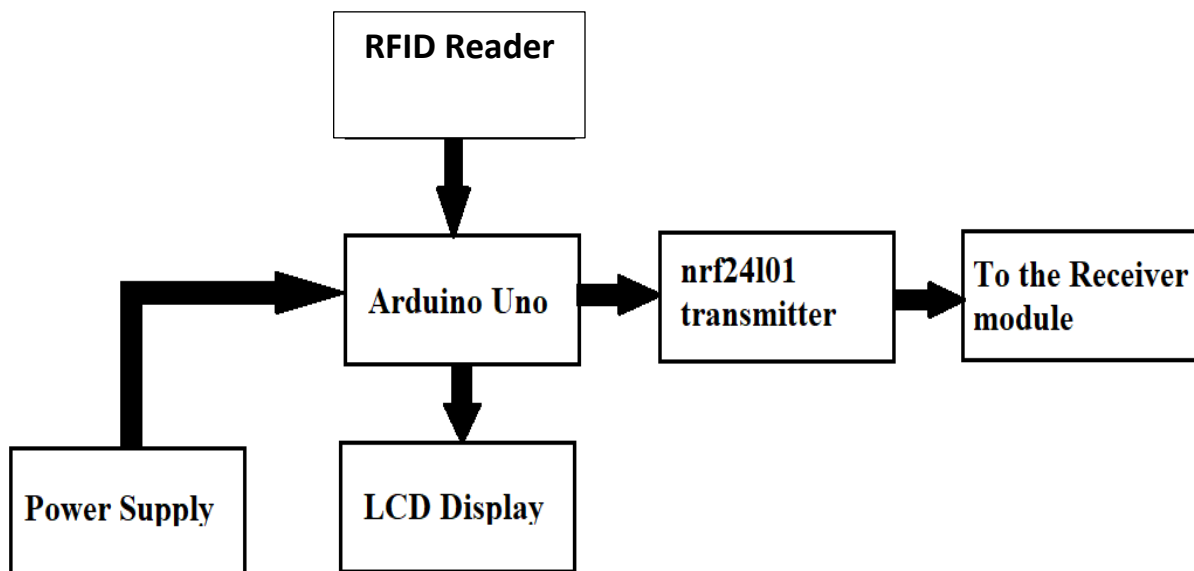 RFID Reader
Arduino Uno
nrf24l01
transmitter
To the Receiver
module
Power Supply
LCD Display